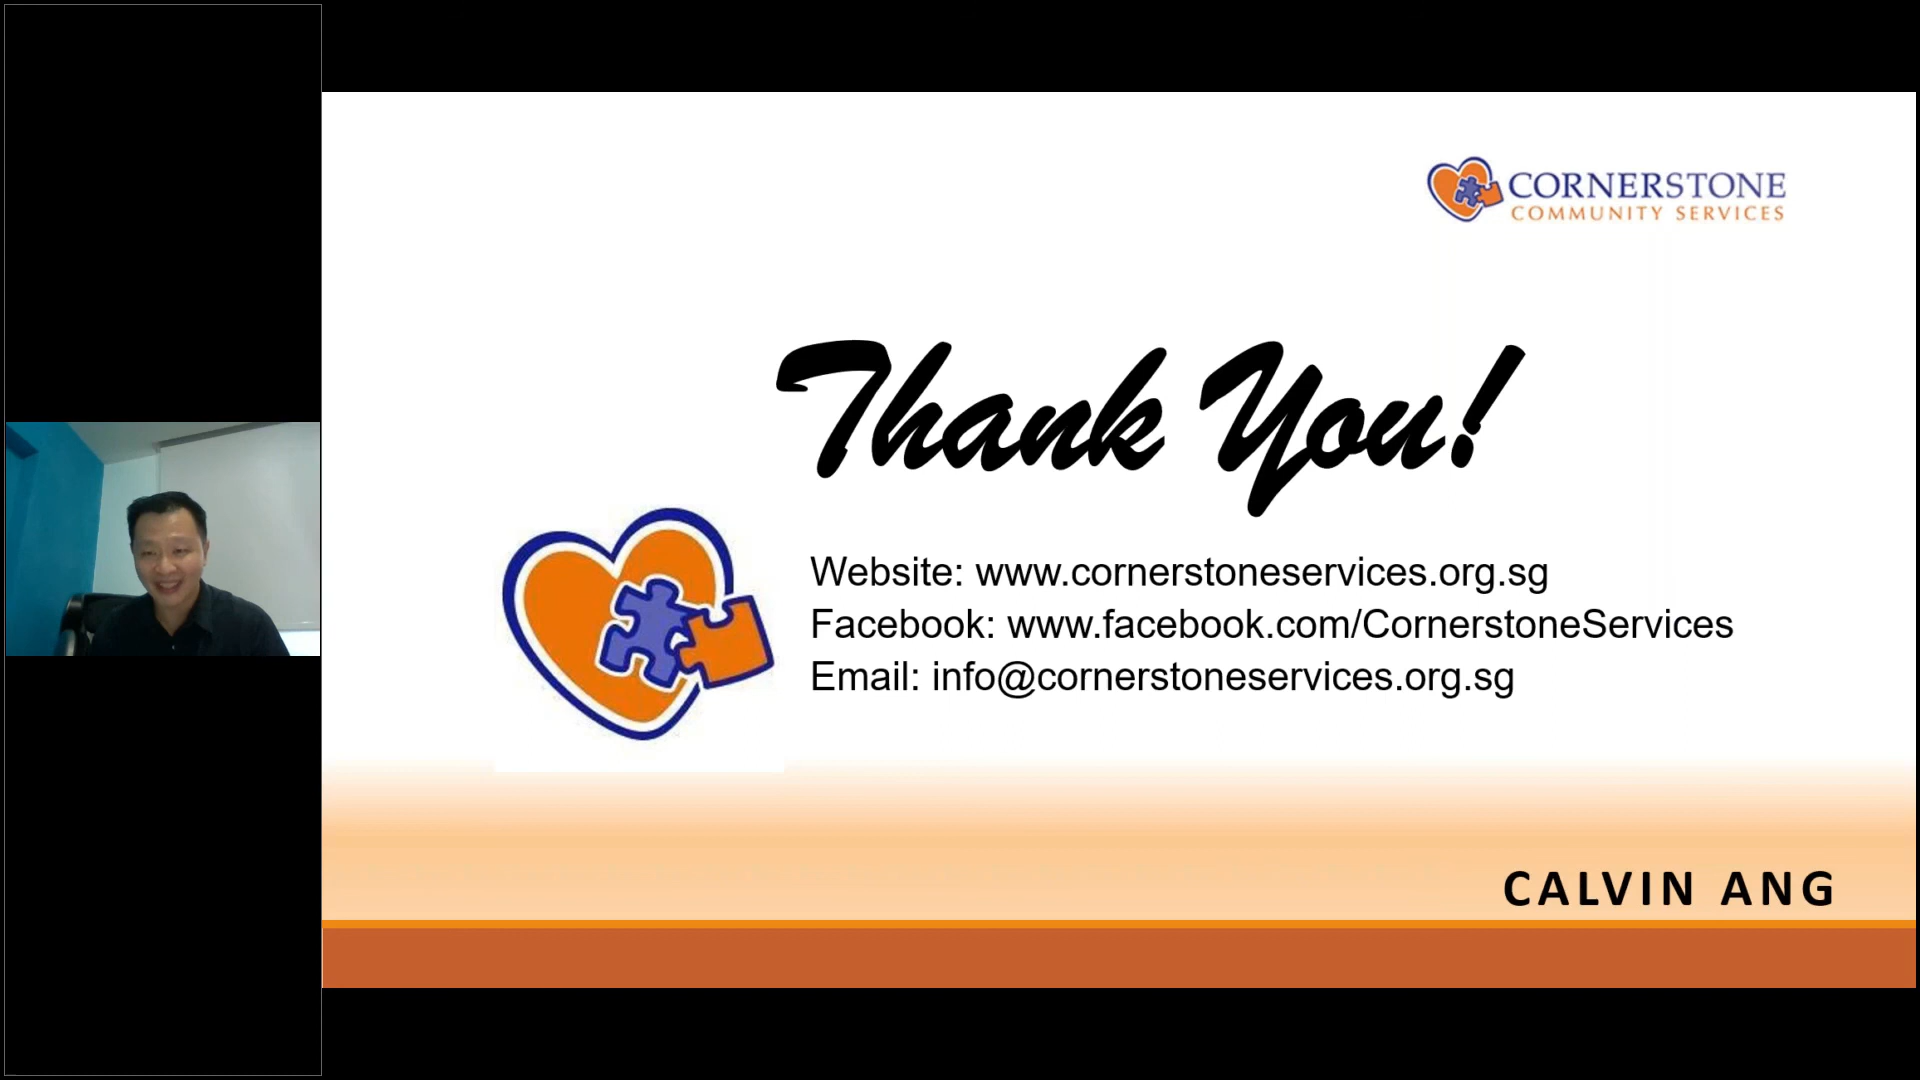 CORNERSTONE
COMMUNITY SERVICES
Thank You!
Website: www.cornerstoneservices.org.sg
Facebook: www.facebook.com/CornerstoneServices
Email: info@cornerstoneservices.org.sg
CALVIN ANG